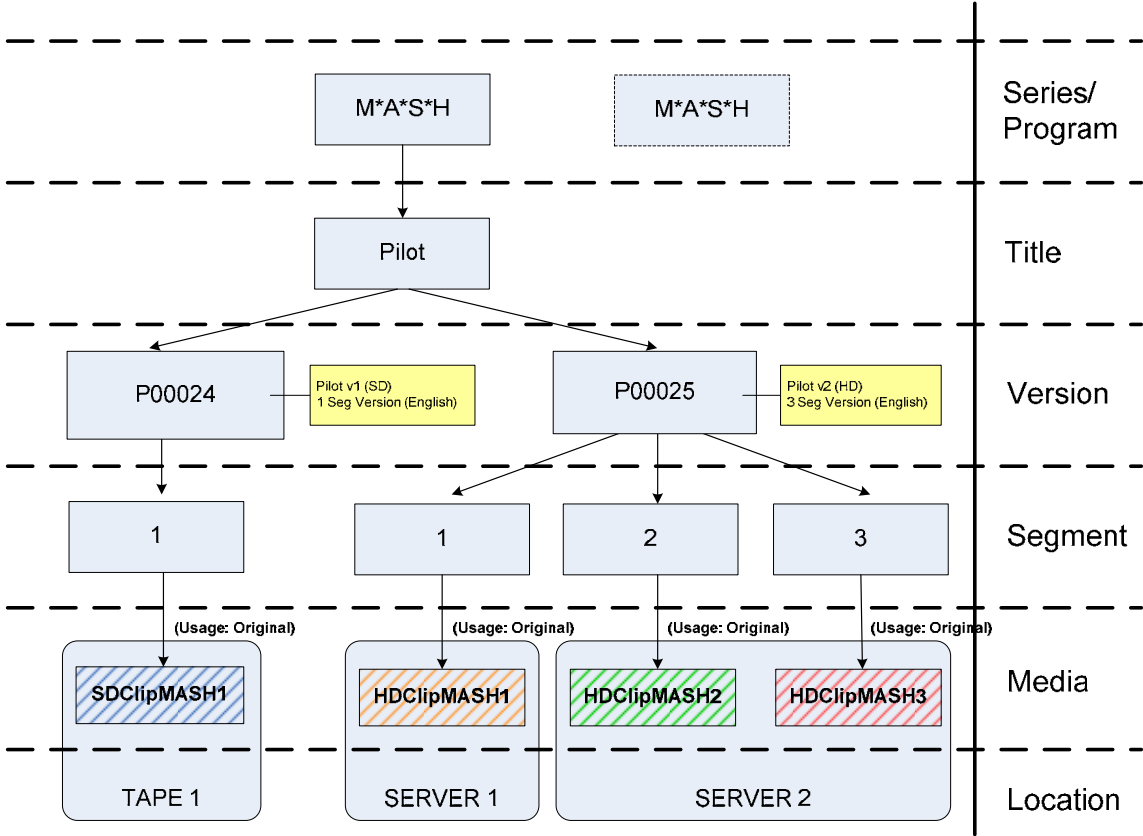 M*A*S*H
M*A*S*H
Series/
Program
Pilot
Title
P00024
Pilot v1 (SD)
1 Seg Version (English)
P00025
Pilot v2 (HD)
3 Seg Version (English)
Version
1
1
2
3
Segment
(Usage: Original)
(Usage: Original)
(Usage: Original)
(Usage: Original)
SDClipMASH1
HDClipMASH1
HDClipMASH2
HDClipMASH3
Media
TAPE 1
SERVER 1
SERVER 2
Location